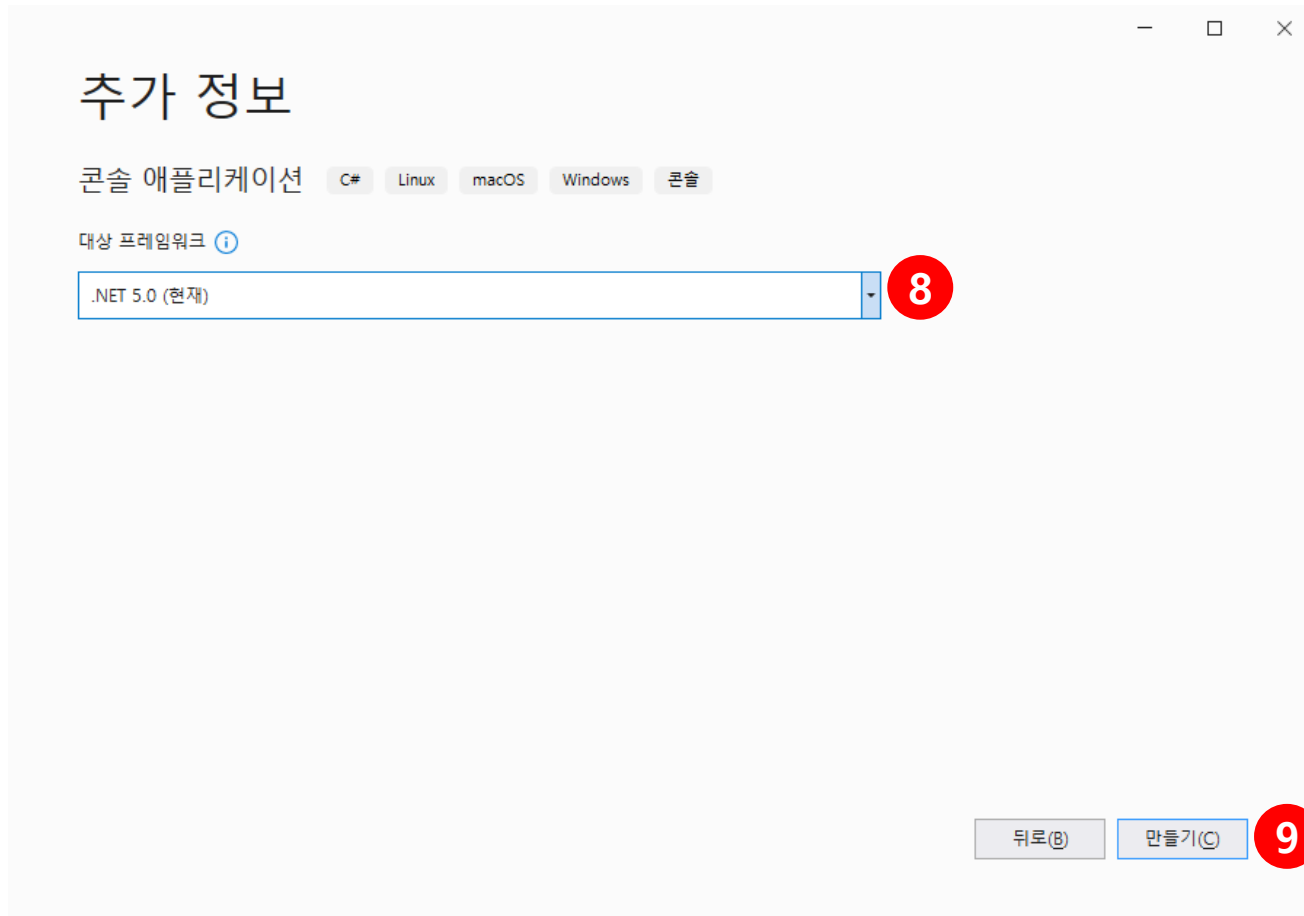 추가 정보
콘솔 애플리케이션 C# Linux macOS Windows 콘솔
대상 프레임워크
.NET 5.0 (현재)
8
뒤로(B) 만들기(C) 9